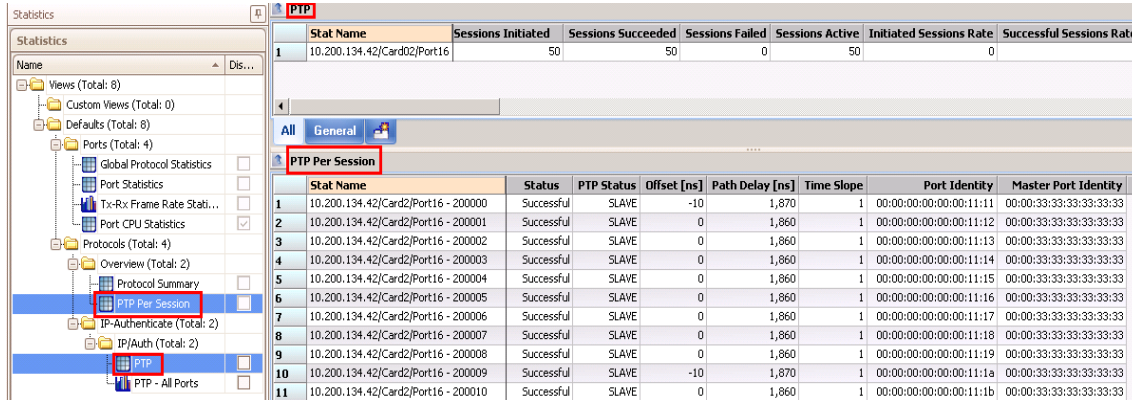 Statistics
Statistics
Name Dis...
Views (Total: 8)
Custom Views (Total: 0)
Defaults (Total: 8)
Ports (Total: 4)
Global Protocol Statistics
Port Statistics
Tx-Rx Frame Rate Stati...
Port CPU Statistics
Protocols (Total: 4)
Overview (Total: 2)
Protocol Summary
PTP Per Session
IP-Authenticate (Total: 2)
IP/Auth (Total: 2)
PTP
PTP - All Ports
PTP
Stat Name Sessions Initiated Sessions Succeeded Sessions Failed Sessions Active Initiated Sessions Rate Successful Sessions Rate
1 10.200.134.42/Card02/Port16 50 50 0 50 0
All General
PTP Per Session
Stat Name Status PTP Status Offset [ns] Path Delay [ns] Time Slope Port Identity Master Port Identity
1 10.200.134.42/Card2/Port16 - 200000 Successful SLAVE -10 1,870 1 00:00:00:00:00:00:11:11 00:00:33:33:33:33:33:33
2 10.200.134.42/Card2/Port16 - 200001 Successful SLAVE 0 1,860 1 00:00:00:00:00:00:11:12 00:00:33:33:33:33:33:33
3 10.200.134.42/Card2/Port16 - 200002 Successful SLAVE 0 1,860 1 00:00:00:00:00:00:11:13 00:00:33:33:33:33:33:33
4 10.200.134.42/Card2/Port16 - 200003 Successful SLAVE 0 1,860 1 00:00:00:00:00:00:11:14 00:00:33:33:33:33:33:33
5 10.200.134.42/Card2/Port16 - 200004 Successful SLAVE 0 1,860 1 00:00:00:00:00:00:11:15 00:00:33:33:33:33:33:33
6 10.200.134.42/Card2/Port16 - 200005 Successful SLAVE 0 1,860 1 00:00:00:00:00:00:11:16 00:00:33:33:33:33:33:33
7 10.200.134.42/Card2/Port16 - 200006 Successful SLAVE 0 1,860 1 00:00:00:00:00:00:11:17 00:00:33:33:33:33:33:33
8 10.200.134.42/Card2/Port16 - 200007 Successful SLAVE 0 1,860 1 00:00:00:00:00:00:11:18 00:00:33:33:33:33:33:33
9 10.200.134.42/Card2/Port16 - 200008 Successful SLAVE 0 1,860 1 00:00:00:00:00:00:11:19 00:00:33:33:33:33:33:33
10 10.200.134.42/Card2/Port16 - 200009 Successful SLAVE -10 1,870 1 00:00:00:00:00:00:11:1a 00:00:33:33:33:33:33:33
11 10.200.134.42/Card2/Port16 - 200010 Successful SLAVE 0 1,860 1 00:00:00:00:00:00:11:1b 00:00:33:33:33:33:33:33